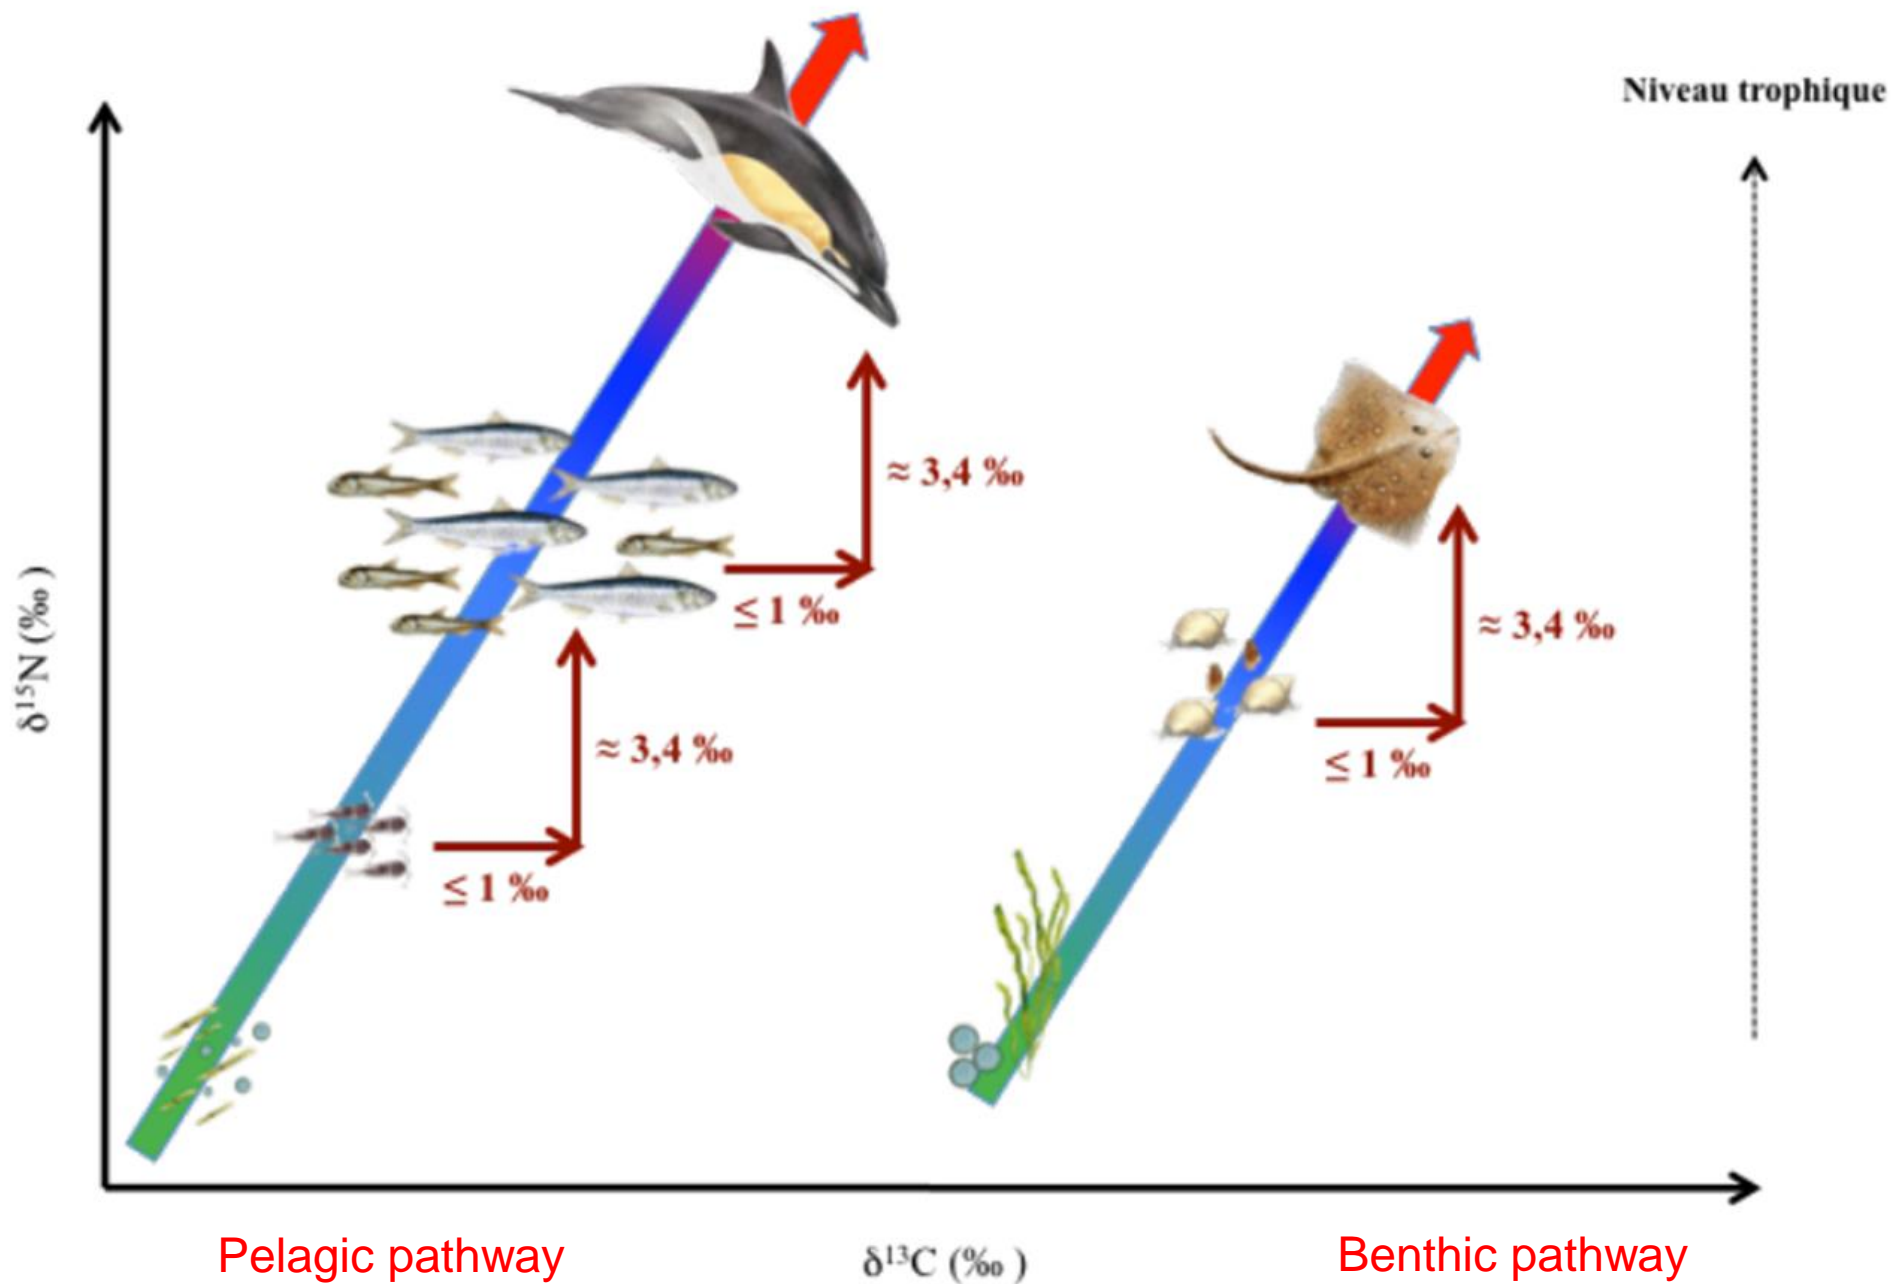 Niveau trophique
δ¹⁵N (‰)
≈ 3,4 ‰
≤ 1 ‰
≈ 3,4 ‰
≤ 1 ‰
≈ 3,4 ‰
≤ 1 ‰
Pelagic pathway
δ¹³C (‰)
Benthic pathway